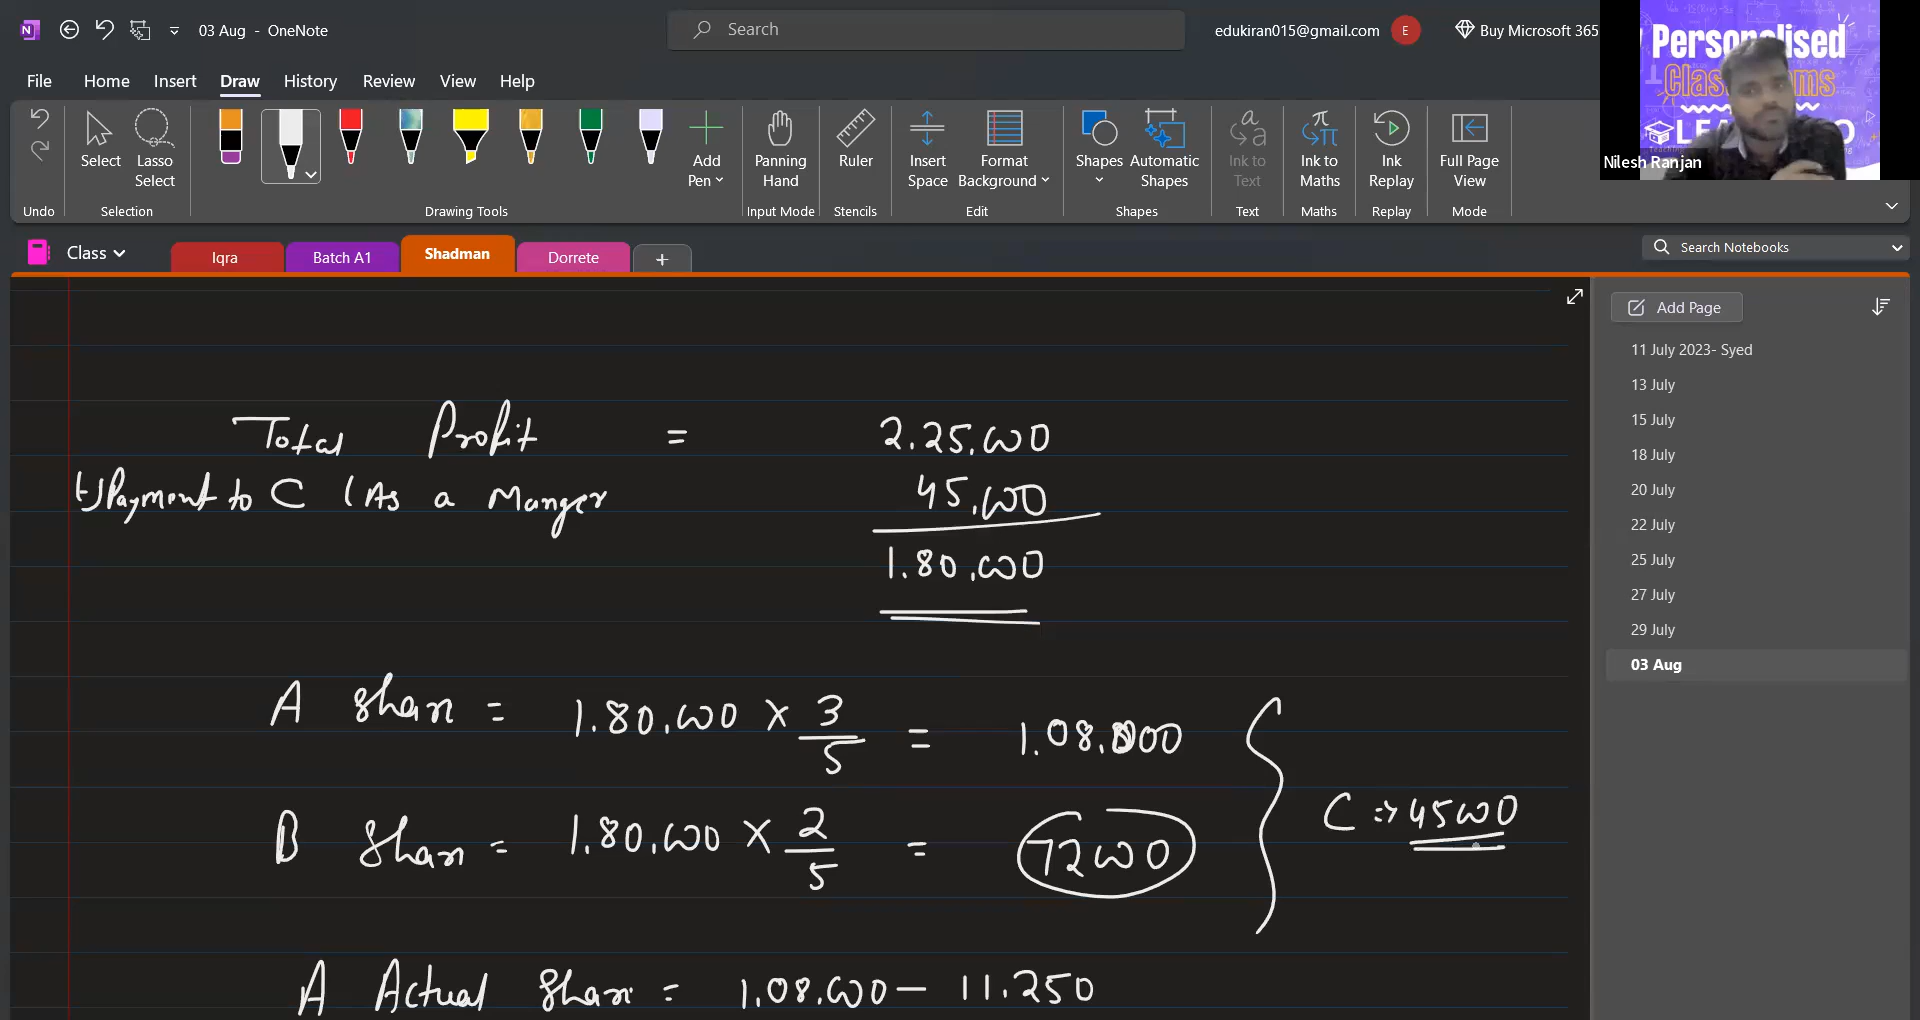 03 Aug - OneNote
Search
edukiran015@gmail.com
E
Buy Microsoft 365
Personalised
Nilesh Ranjan
File Home Insert Draw History Review View Help
Undo
Select
Lasso Select
Selection
Drawing Tools
Add Pen
Panning Hand
Input Mode
Ruler
Stencils
Insert Space
Format Background
Edit
Shapes
Automatic Shapes
Shapes
Ink to Text
Text
Ink to Maths
Maths
Ink Replay
Replay
Full Page View
Mode
Class
Iqra
Batch A1
Shadman
Dorrete
+
Search Notebooks
Add Page
11 July 2023- Syed
13 July
15 July
18 July
20 July
22 July
25 July
27 July
29 July
03 Aug
Total Profit = 2.25.000
(-)Payment to C (As a Manger 45.000
1.80.000
A Share = 1.80.000 × 3/5 = 1.08.000
B Share = 1.80.000 × 2/5 = 72000
C => 45000
A Actual Share = 1.08.000 - 11.250